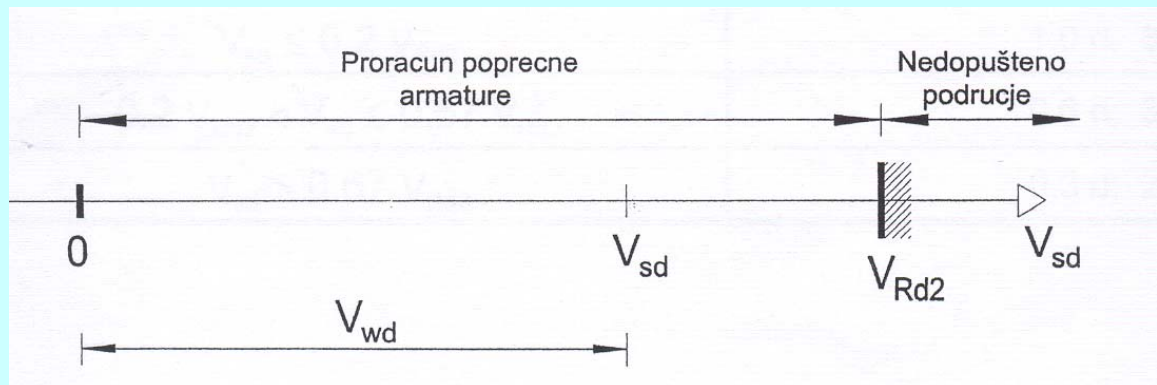 Proracun poprecne
armature
Nedopušteno
podrucje
0
V_sd
V_Rd2
V_sd
V_wd